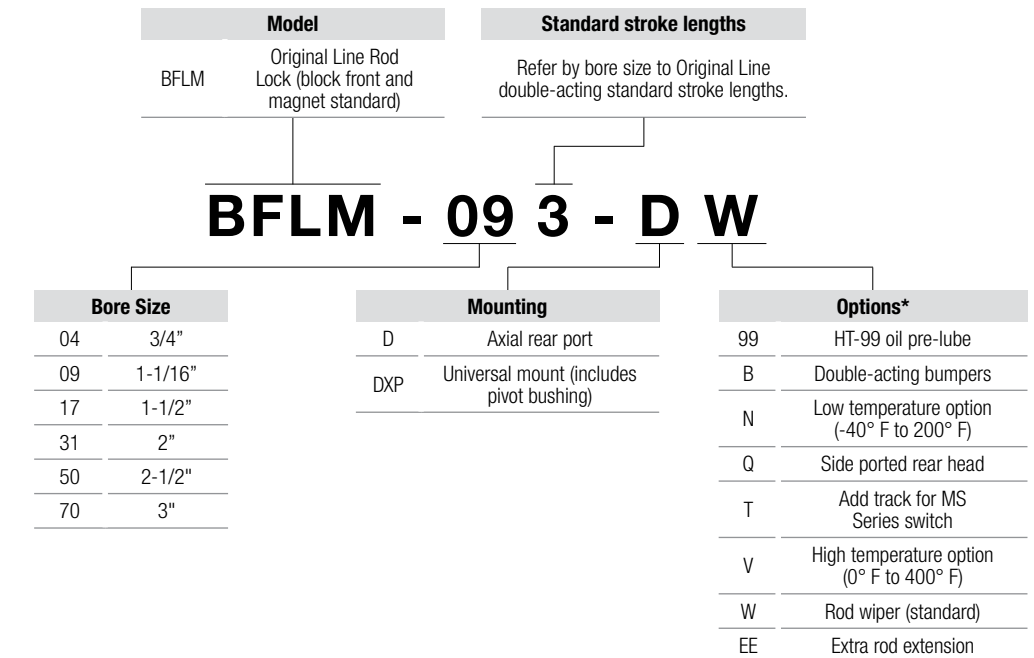 Model
BFLM
Original Line Rod
Lock (block front and
magnet standard)
Standard stroke lengths
Refer by bore size to Original Line
double-acting standard stroke lengths.
BFLM - 09 3 - D W
Bore Size
04 3/4”
09 1-1/16”
17 1-1/2”
31 2”
50 2-1/2"
70 3"
Mounting
D Axial rear port
DXP
Universal mount (includes
pivot bushing)
Options*
99 HT-99 oil pre-lube
B Double-acting bumpers
N
Low temperature option
(-40° F to 200° F)
Q Side ported rear head
T
Add track for MS
Series switch
V
High temperature option
(0° F to 400° F)
W Rod wiper (standard)
EE Extra rod extension